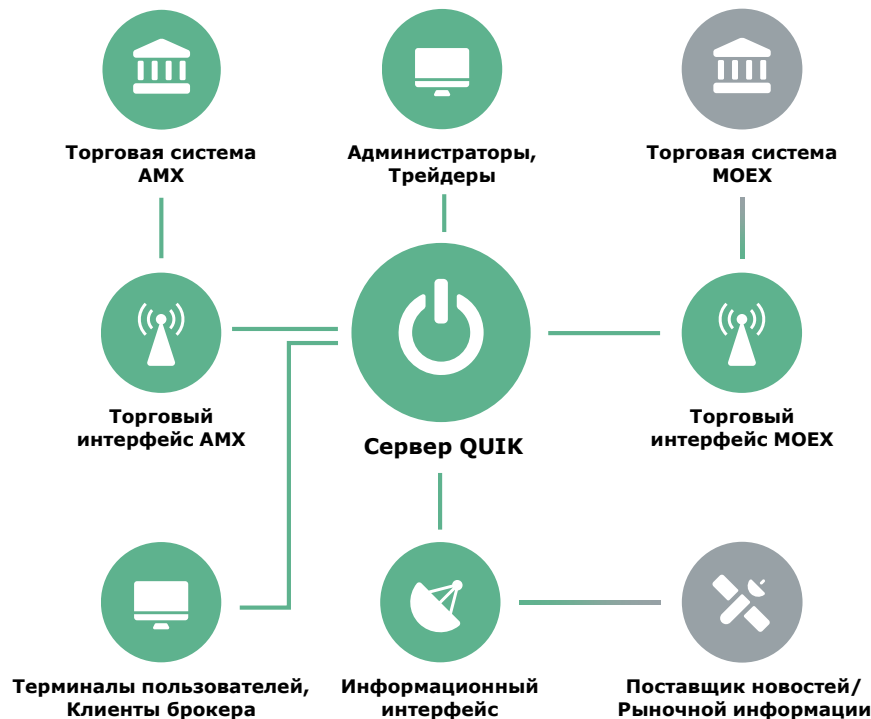 Торговая система
AMX
Администраторы,
Трейдеры
Торговая система
MOEX
Торговый
интерфейс AMX
Сервер QUIK
Торговый
интерфейс MOEX
Терминалы пользователей,
Клиенты брокера
Информационный
интерфейс
Поставщик новостей/
Рыночной информации